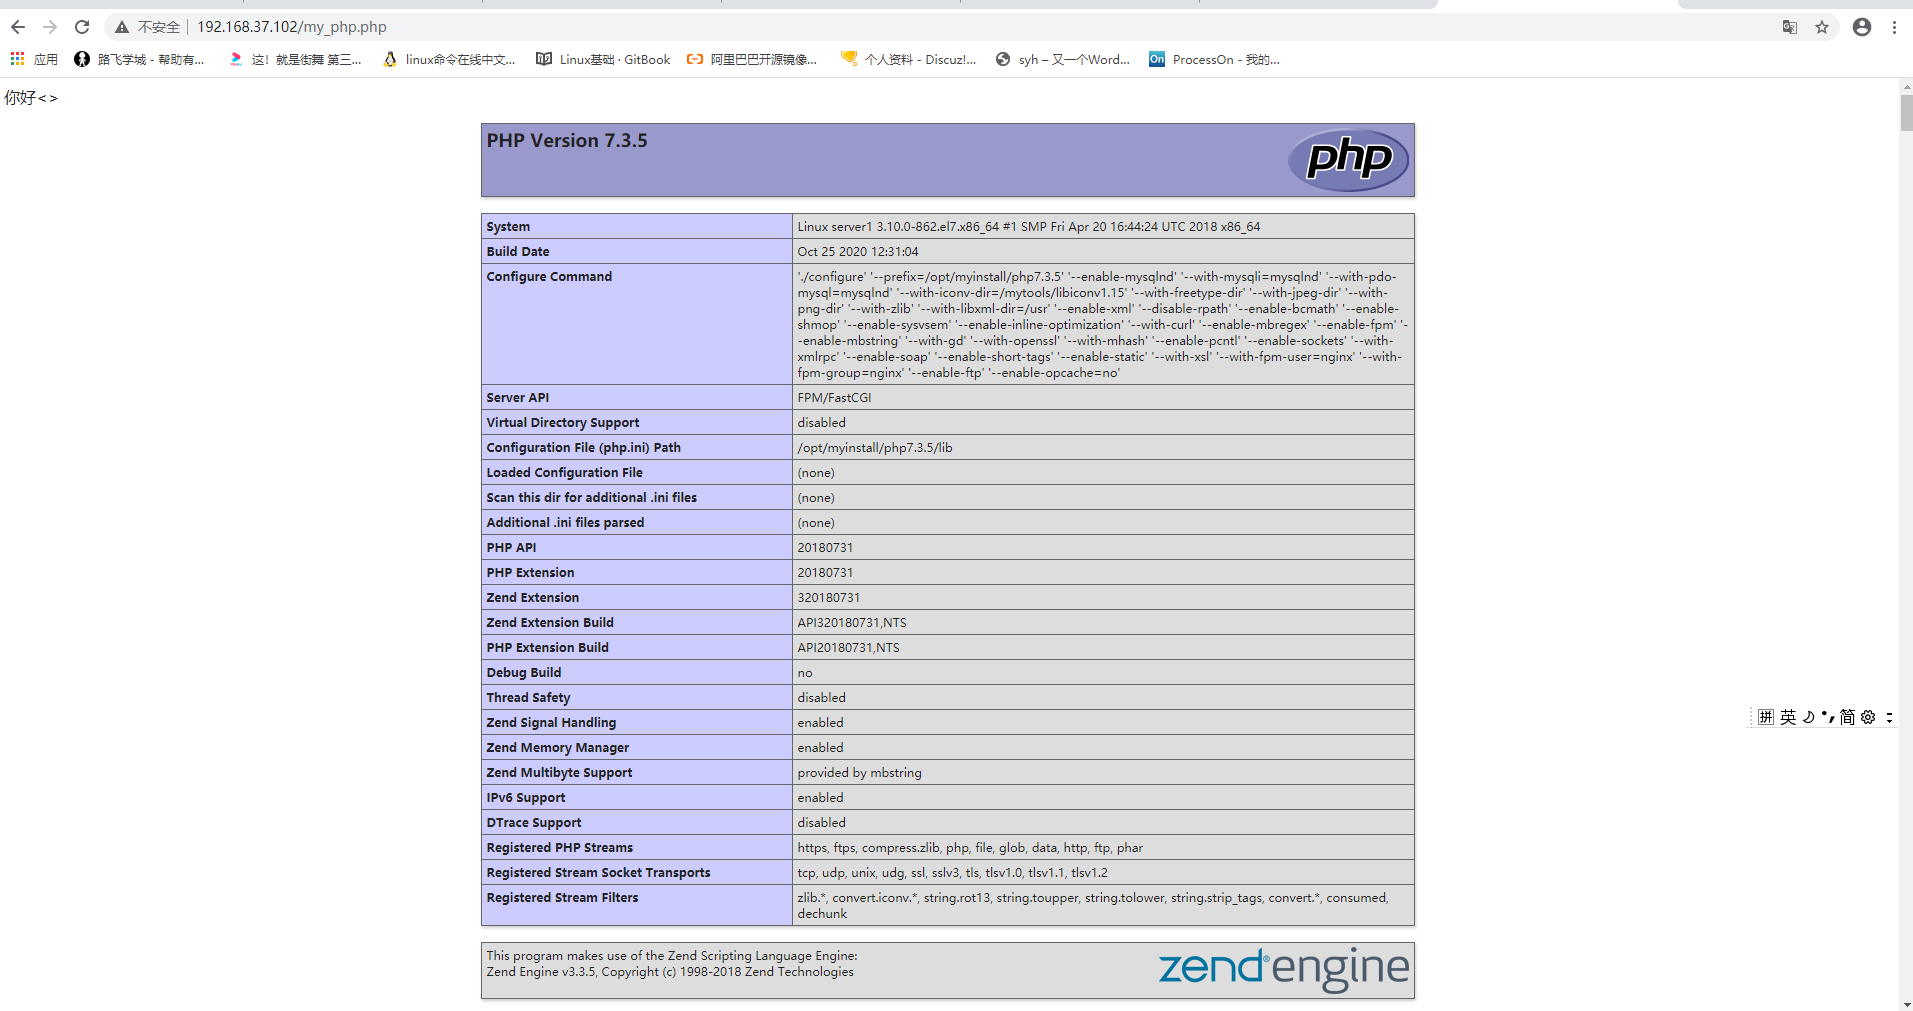 不安全 192.168.37.102/my_php.php
应用 路飞学城 - 帮助有... 这！就是街舞 第三... linux命令在线中文... Linux基础 · GitBook 阿里巴巴开源镜像... 个人资料 - Discuz!... syh – 又一个Word... On ProcessOn - 我的...
你好<>
PHP Version 7.3.5
php
System Linux server1 3.10.0-862.el7.x86_64 #1 SMP Fri Apr 20 16:44:24 UTC 2018 x86_64
Build Date Oct 25 2020 12:31:04
Configure Command './configure' '--prefix=/opt/myinstall/php7.3.5' '--enable-mysqlnd' '--with-mysqli=mysqlnd' '--with-pdo-
mysql=mysqlnd' '--with-iconv-dir=/mytools/libiconv1.15' '--with-freetype-dir' '--with-jpeg-dir' '--with-
png-dir' '--with-zlib' '--with-libxml-dir=/usr' '--enable-xml' '--disable-rpath' '--enable-bcmath' '--enable-
shmop' '--enable-sysvsem' '--enable-inline-optimization' '--with-curl' '--enable-mbregex' '--enable-fpm' '-
-enable-mbstring' '--with-gd' '--with-openssl' '--with-mhash' '--enable-pcntl' '--enable-sockets' '--with-
xmlrpc' '--enable-soap' '--enable-short-tags' '--enable-static' '--with-xsl' '--with-fpm-user=nginx' '--with-
fpm-group=nginx' '--enable-ftp' '--enable-opcache=no'
Server API FPM/FastCGI
Virtual Directory Support disabled
Configuration File (php.ini) Path /opt/myinstall/php7.3.5/lib
Loaded Configuration File (none)
Scan this dir for additional .ini files (none)
Additional .ini files parsed (none)
PHP API 20180731
PHP Extension 20180731
Zend Extension 320180731
Zend Extension Build API320180731,NTS
PHP Extension Build API20180731,NTS
Debug Build no
Thread Safety disabled
Zend Signal Handling enabled
Zend Memory Manager enabled
Zend Multibyte Support provided by mbstring
IPv6 Support enabled
DTrace Support disabled
Registered PHP Streams https, ftps, compress.zlib, php, file, glob, data, http, ftp, phar
Registered Stream Socket Transports tcp, udp, unix, udg, ssl, sslv3, tls, tlsv1.0, tlsv1.1, tlsv1.2
Registered Stream Filters zlib.*, convert.iconv.*, string.rot13, string.toupper, string.tolower, string.strip_tags, convert.*, consumed,
dechunk
This program makes use of the Zend Scripting Language Engine:
Zend Engine v3.3.5, Copyright (c) 1998-2018 Zend Technologies
zend® engine
拼 英 简